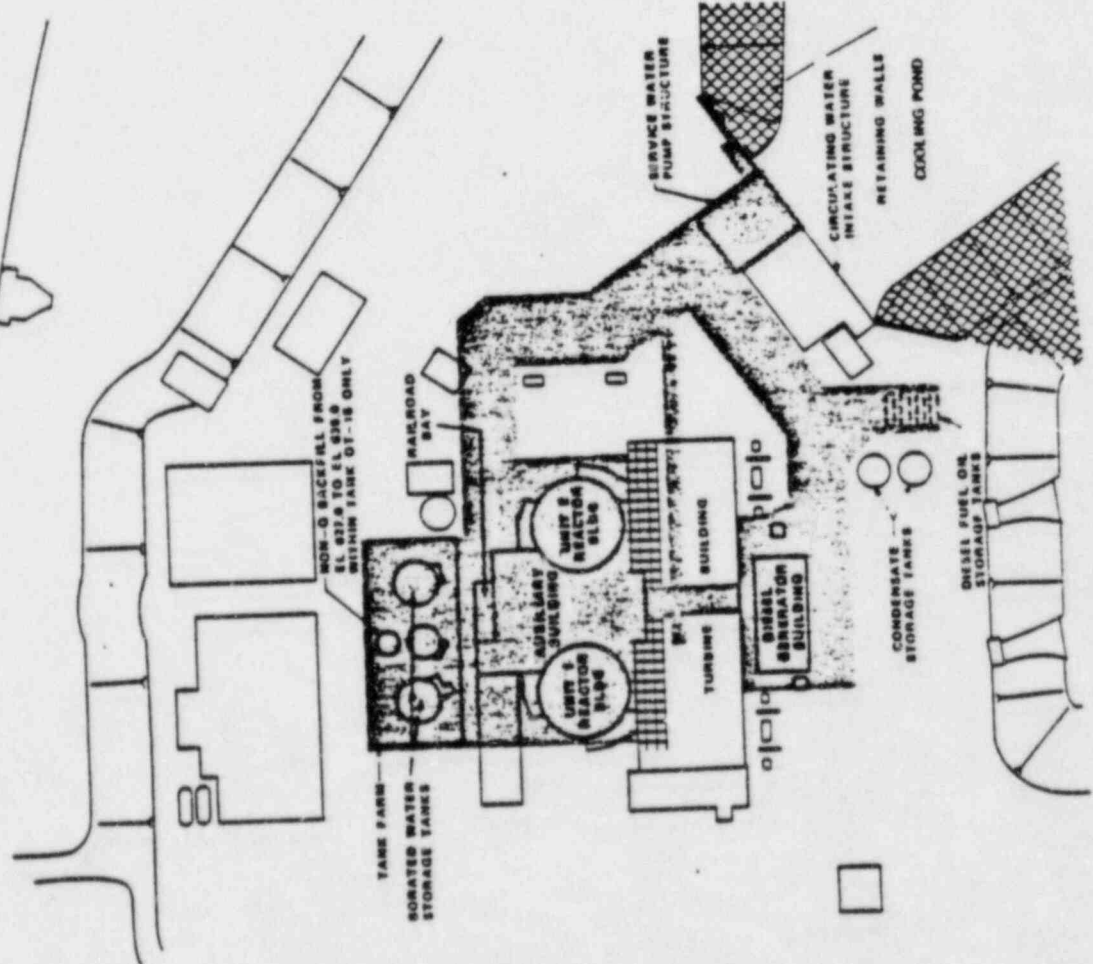 SERVICE WATER
PUMP STRUCTURE
CIRCULATING WATER
INTAKE STRUCTURE
RETAINING WALLS
COOLING POND
NON-Q BACKFILL FROM
TO EL
WITHIN TANK ONLY
RAILROAD
BAY
UNIT 2
REACTOR
BLDG
AUXILIARY
BUILDING
UNIT 1
REACTOR
BLDG
TANK FARM
BORATED WATER
STORAGE TANKS
TURBINE
BUILDING
DIESEL
GENERATOR
BUILDING
CONDENSATE
STORAGE TANKS
DIESEL FUEL OIL
STORAGE TANKS